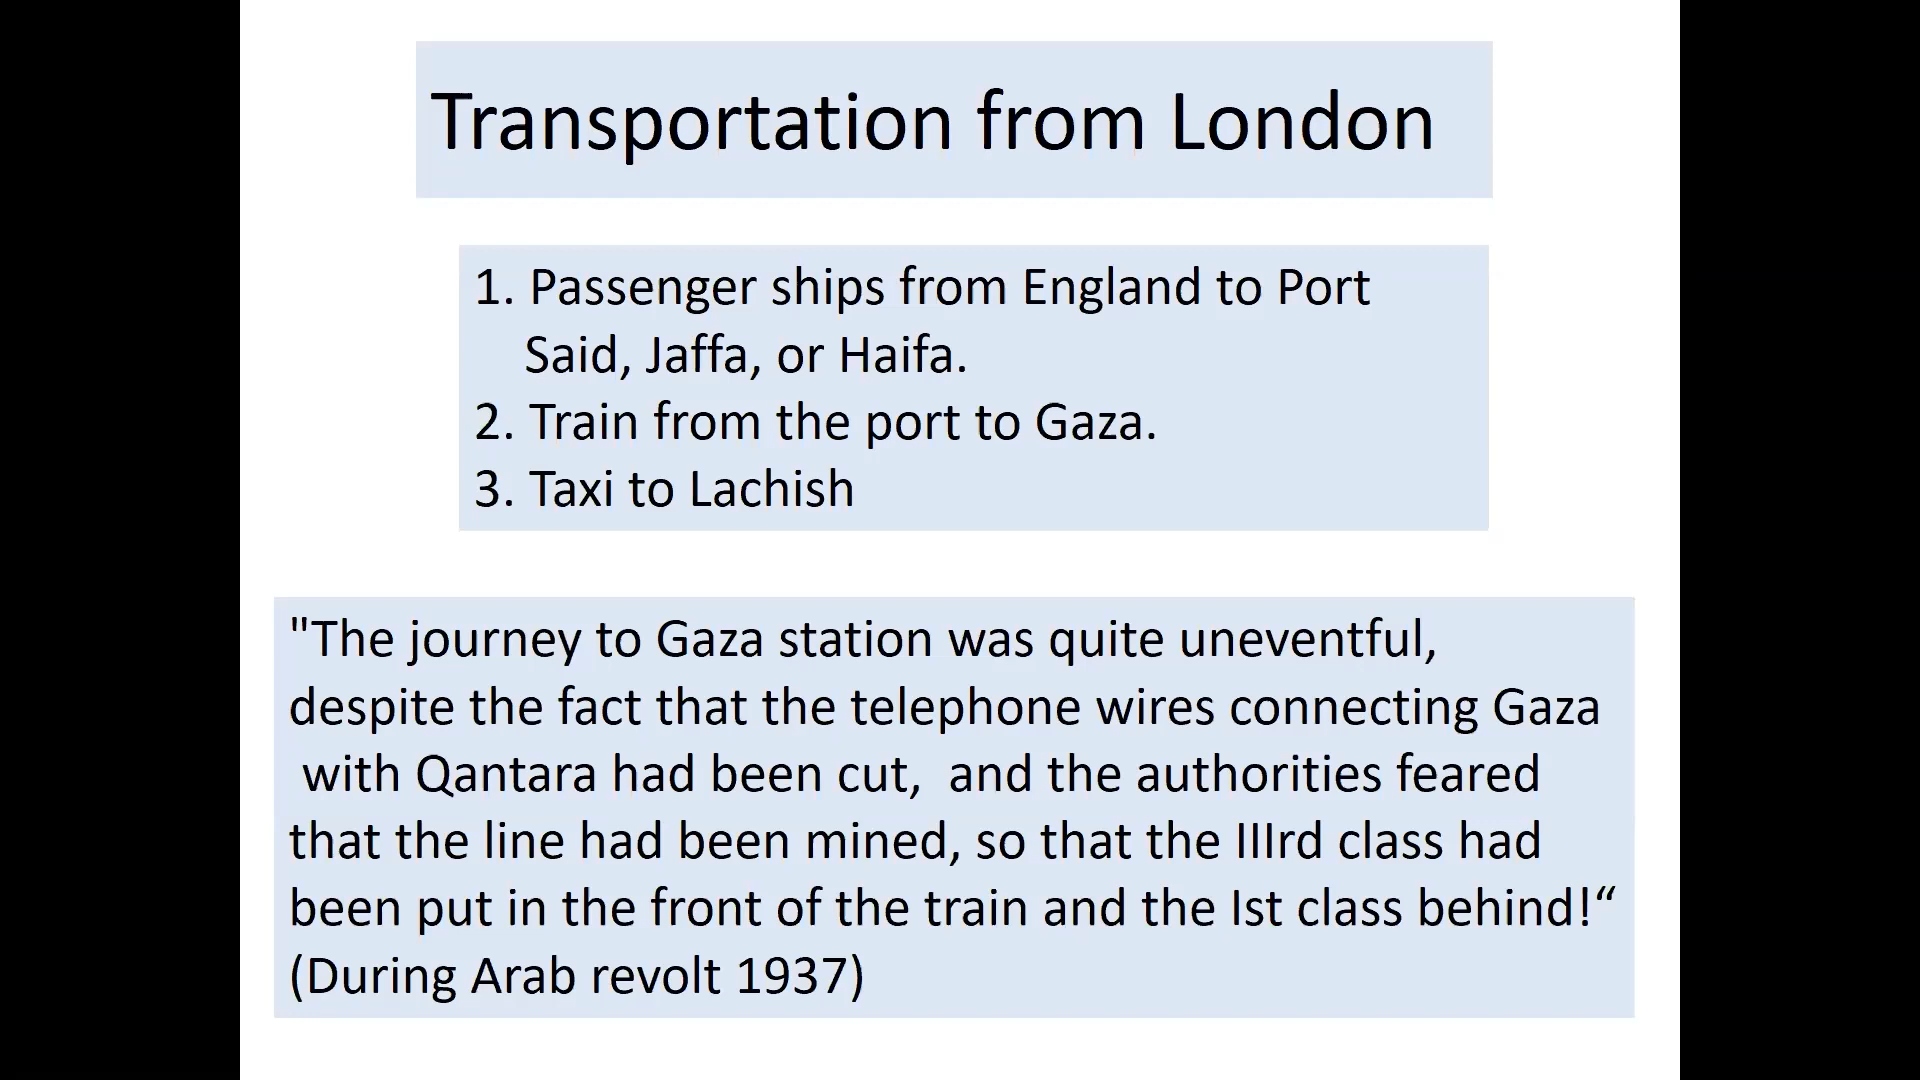 Transportation from London
1. Passenger ships from England to Port
Said, Jaffa, or Haifa.
2. Train from the port to Gaza.
3. Taxi to Lachish
"The journey to Gaza station was quite uneventful,
despite the fact that the telephone wires connecting Gaza
with Qantara had been cut,  and the authorities feared
that the line had been mined, so that the IIIrd class had
been put in the front of the train and the Ist class behind!“
(During Arab revolt 1937)